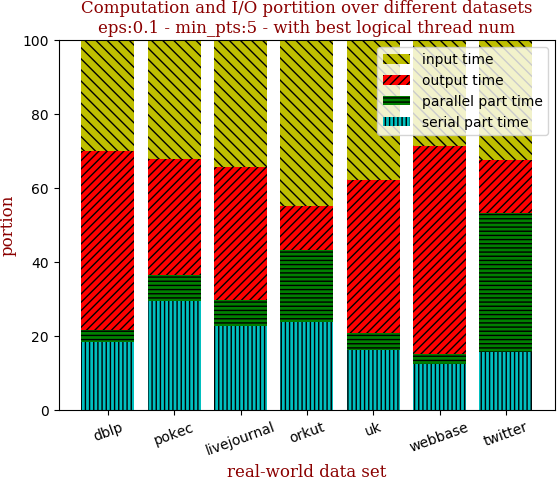 Computation and I/O portion over different datasets
eps:0.1 - min_pts:5 - with best logical thread num
100
80
60
40
20
0
portion
input time
output time
parallel part time
serial part time
dblp
pokec
livejournal
orkut
uk
webbase
twitter
real-world data set